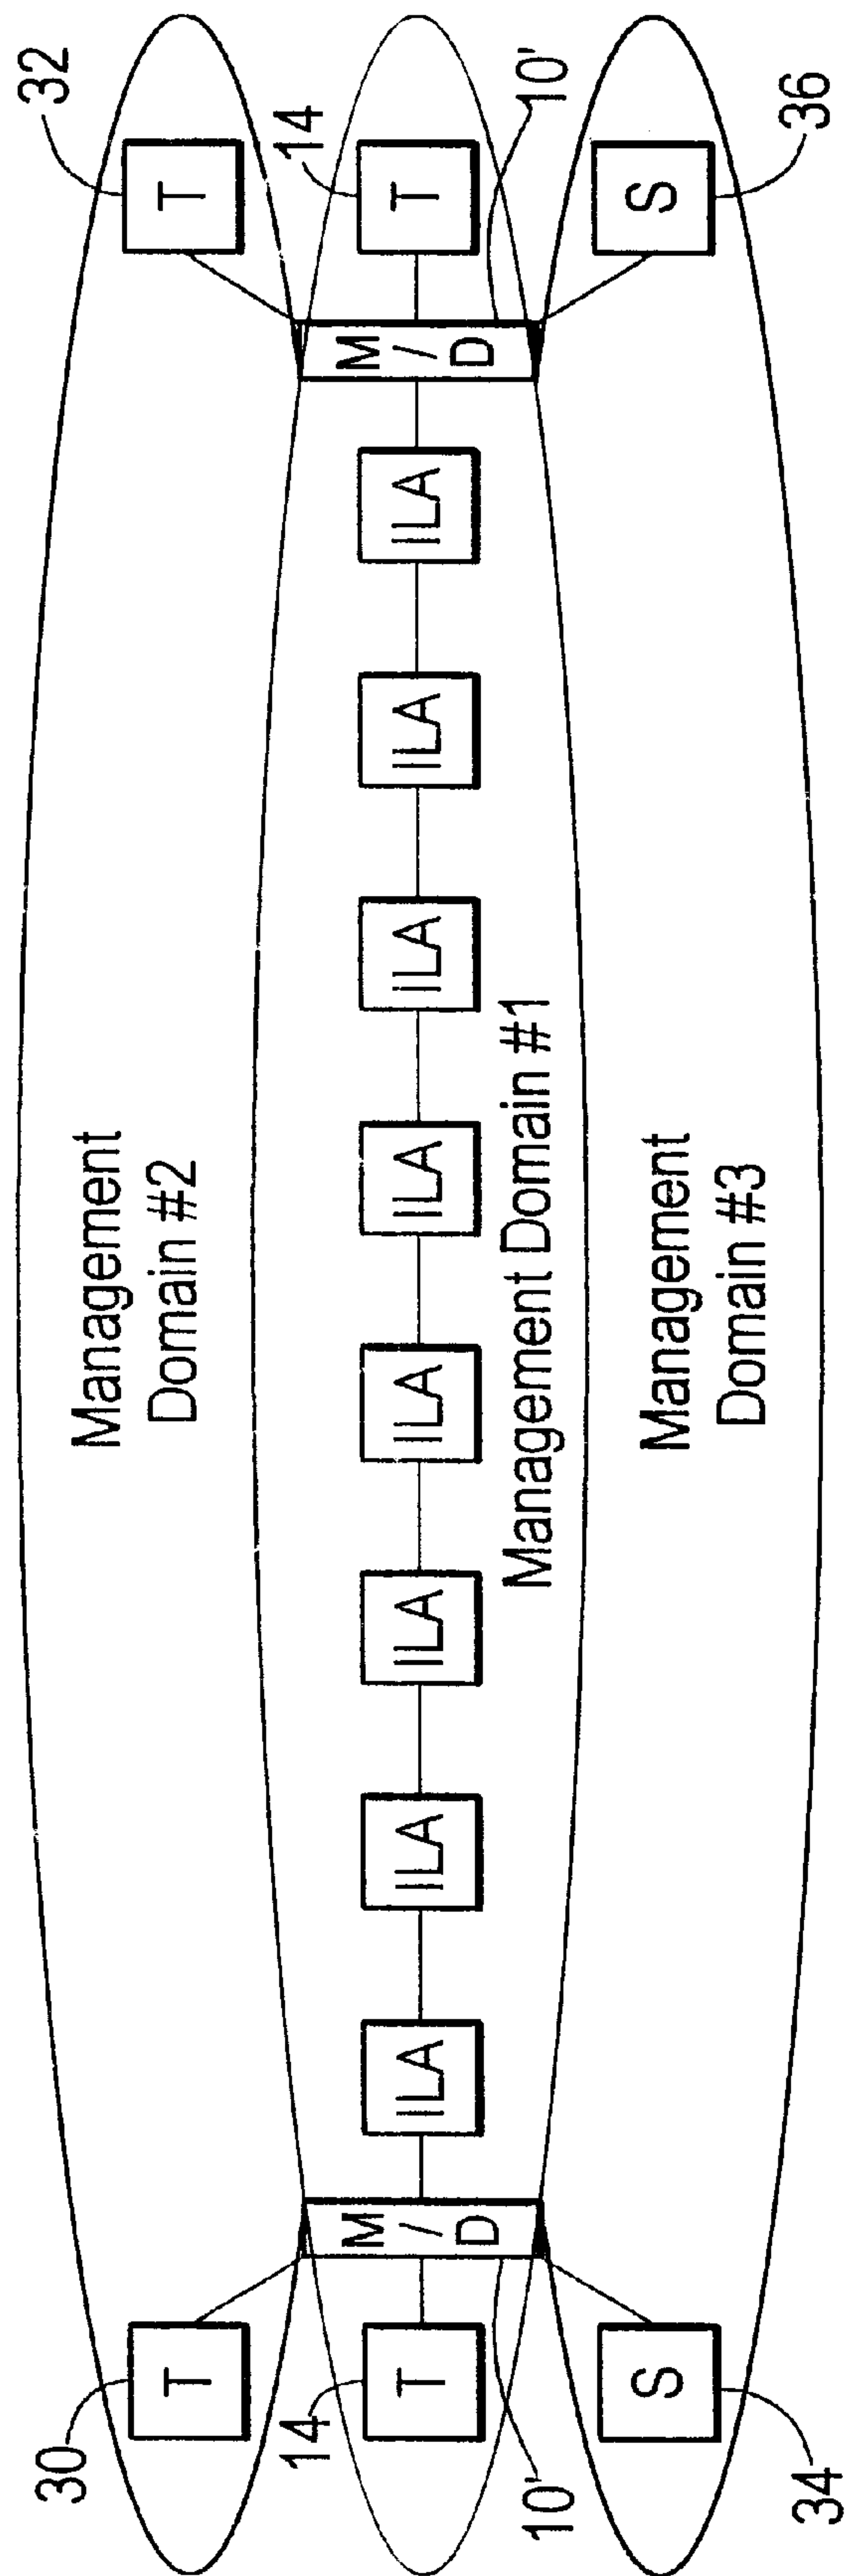 30
32
T
Management
Domain #2
T
14
14
T
M
/
D
ILA
ILA
ILA
ILA
ILA
ILA
ILA
ILA
M
/
D
T
10'
Management Domain #1
10'
S
Management
Domain #3
S
34
36